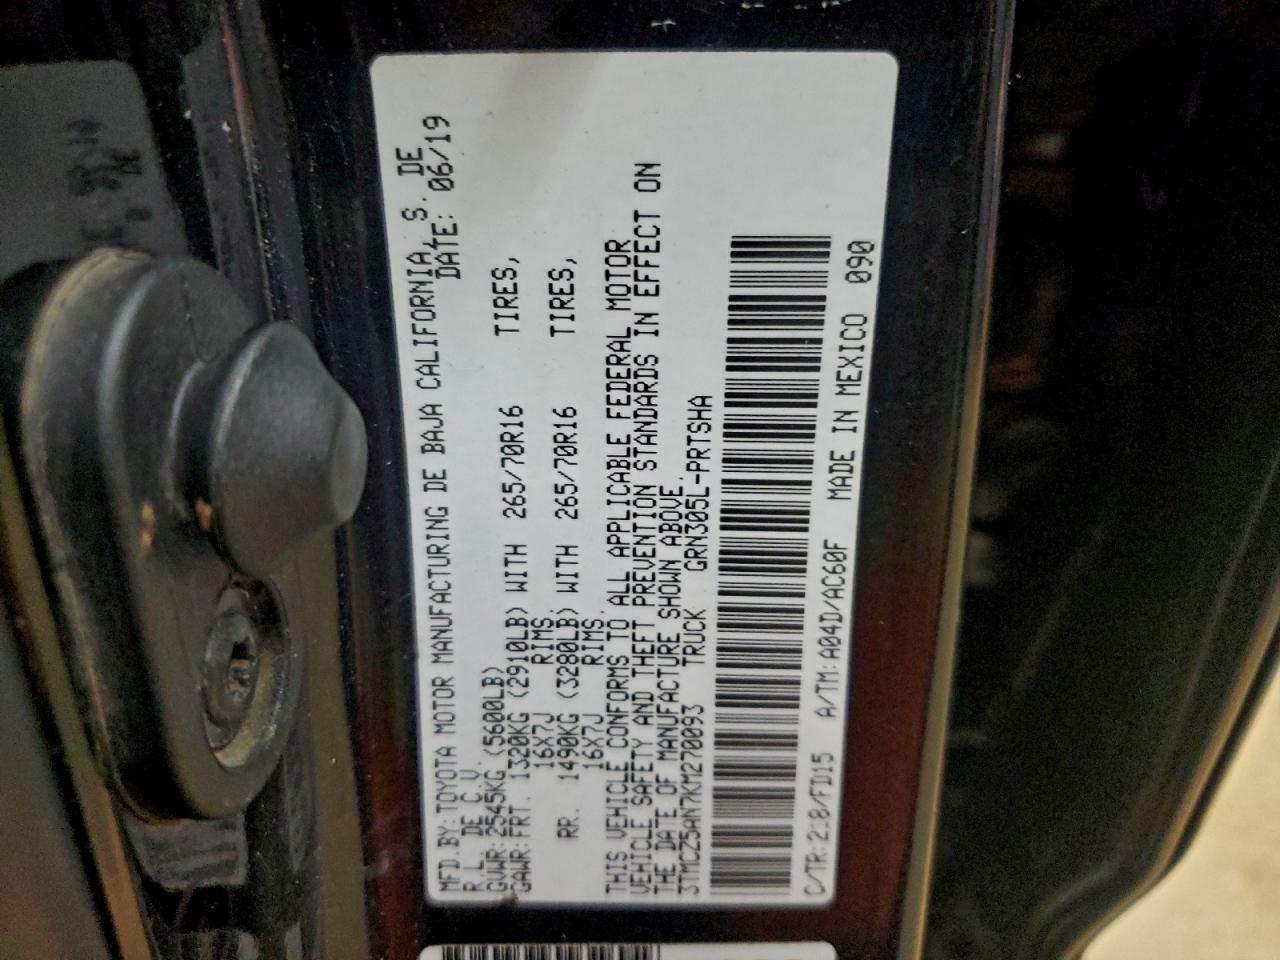 MFD.BY:TOYOTA MOTOR MANUFACTURING DE BAJA CALIFORNIA, S. DE
R.L. DE C.V. DATE: 06/19
GVWR:2545KG (5600LB)
GAWR:FRT. 1320KG (2910LB) WITH 265/70R16 TIRES,
16X7J RIMS.
RR. 1490KG (3280LB) WITH 265/70R16 TIRES,
16X7J RIMS.
THIS VEHICLE CONFORMS TO ALL APPLICABLE FEDERAL MOTOR
VEHICLE SAFETY AND THEFT PREVENTION STANDARDS IN EFFECT ON
THE DATE OF MANUFACTURE SHOWN ABOVE.
3TMCZ5AN7KM270093 TRUCK GRN305L-PRTSHA
C/TR:2:8/FD15 A/TM:A04D/AC60F MADE IN MEXICO 090